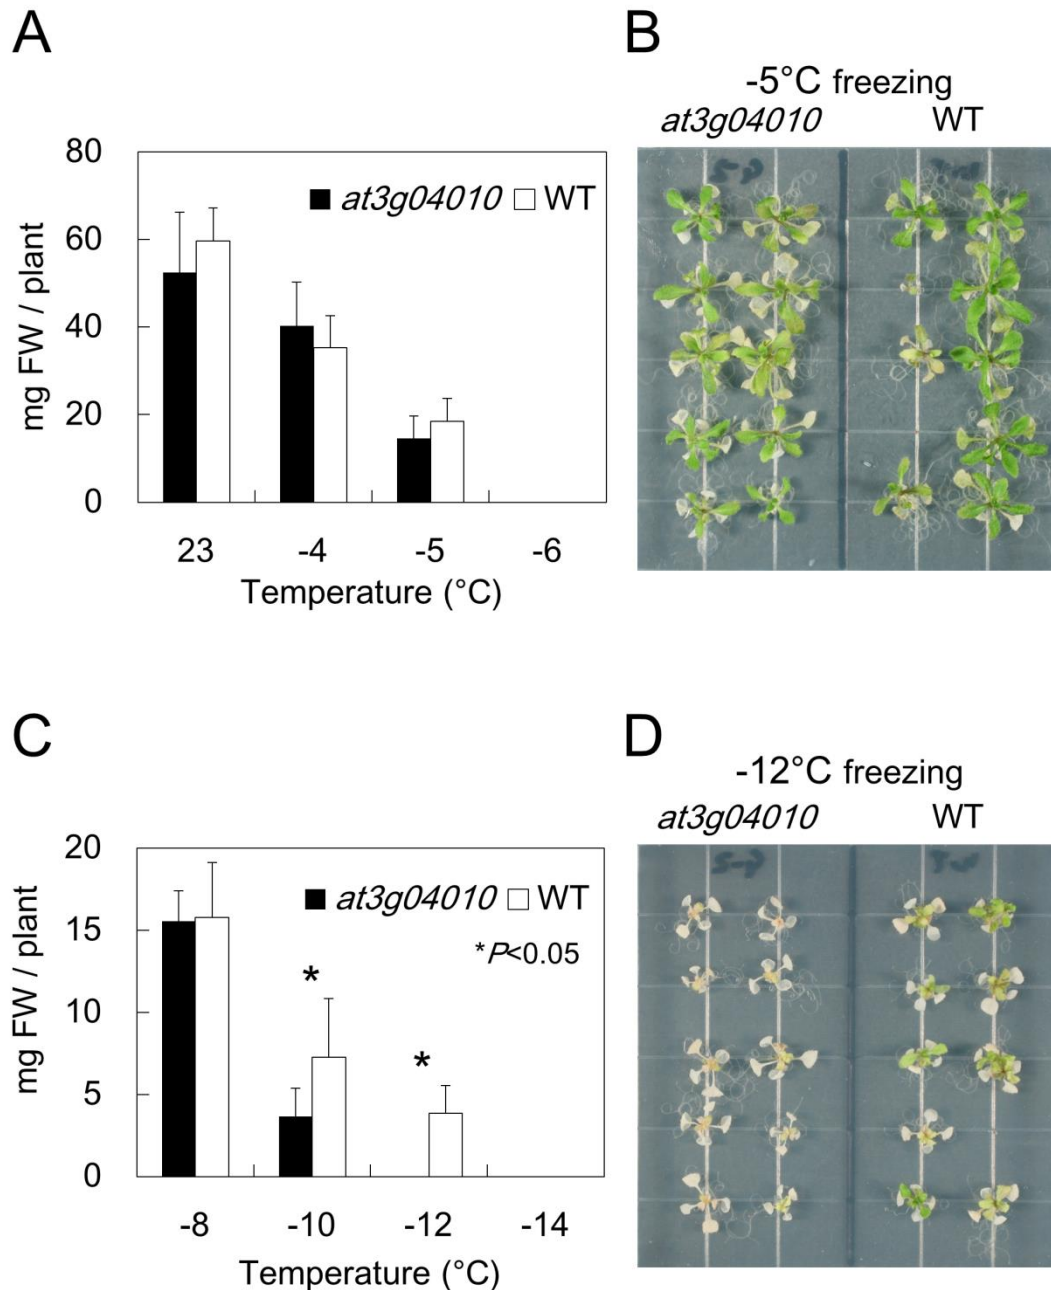 A
80
60
40
20
0
mg FW / plant
at3g04010 WT
23 -4 -5 -6
Temperature (°C)
B
-5°C freezing
at3g04010 WT
C
20
15
10
5
0
mg FW / plant
at3g04010 WT
*P<0.05
*
*
-8 -10 -12 -14
Temperature (°C)
D
-12°C freezing
at3g04010 WT